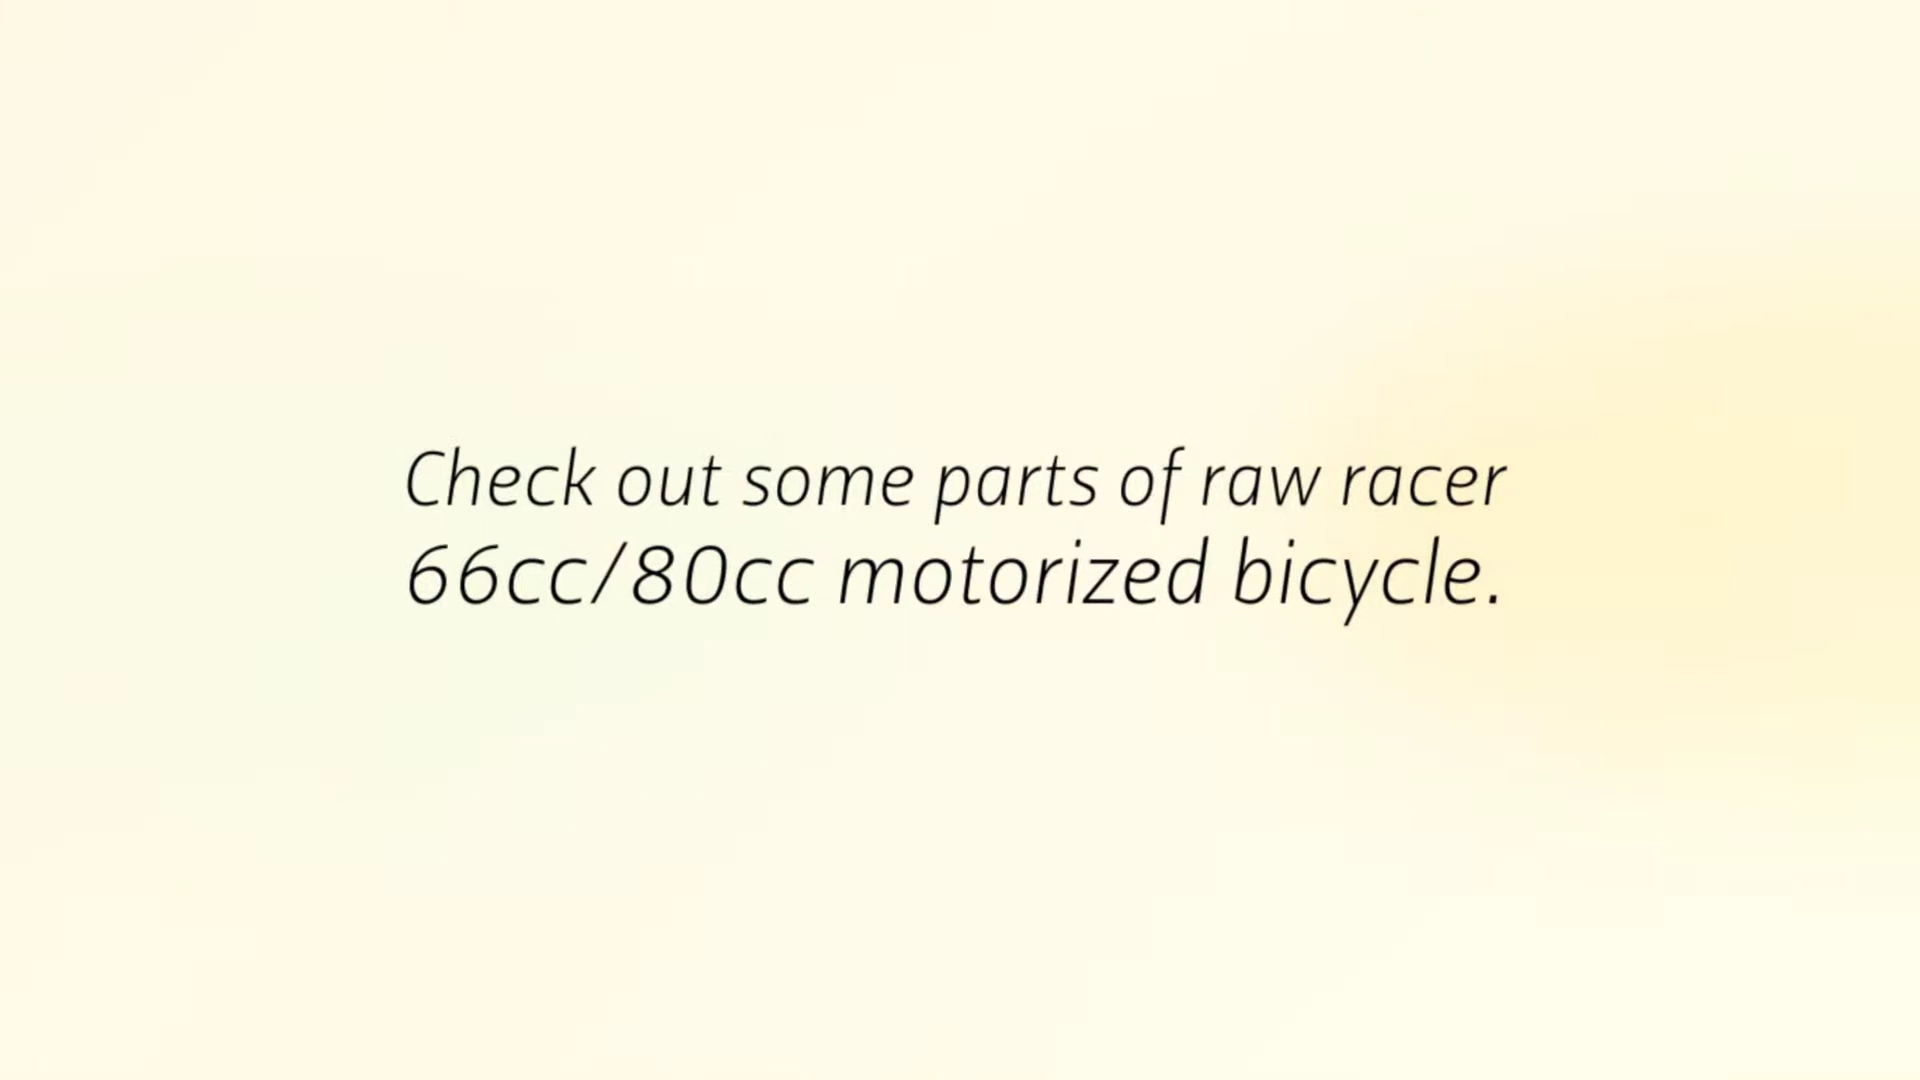 Check out some parts of raw racer
66cc/80cc motorized bicycle.